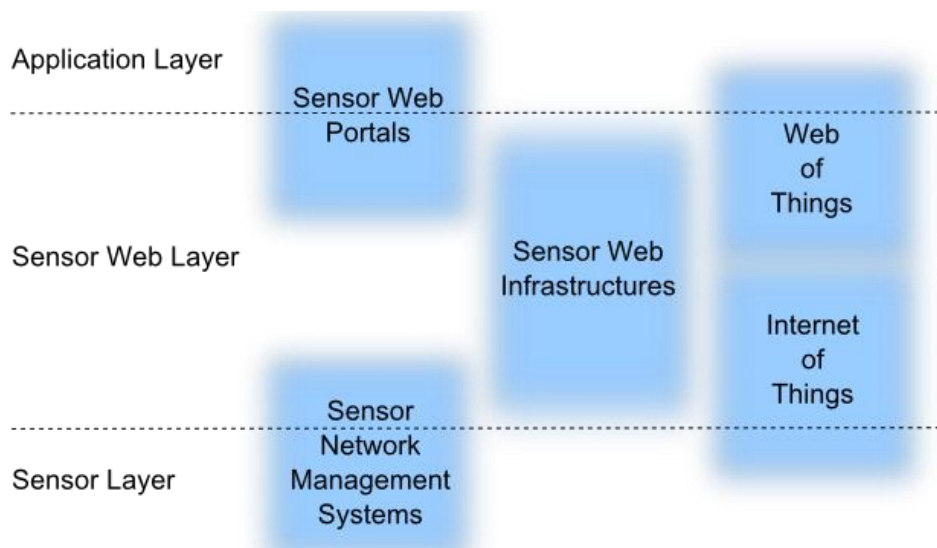 Application Layer
Sensor Web
Portals
Web
of
Things
Sensor Web Layer
Sensor Web
Infrastructures
Internet
of
Things
Sensor
Network
Management
Systems
Sensor Layer